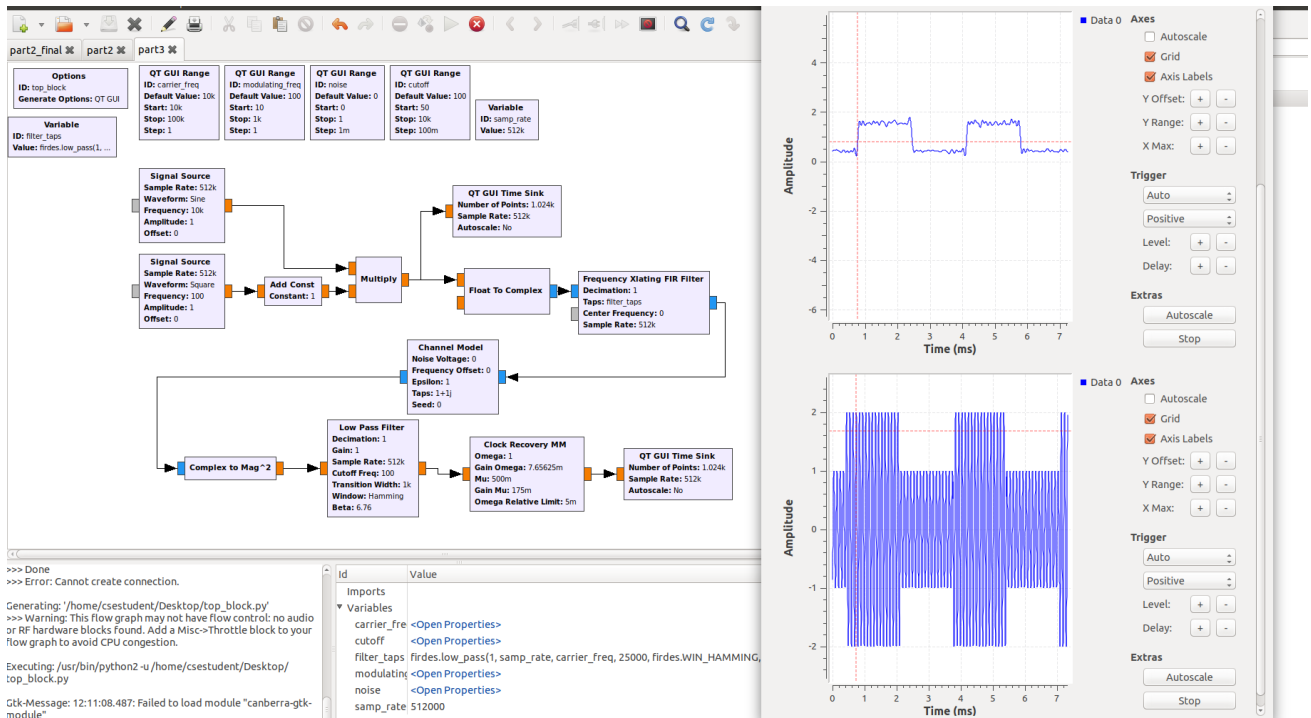 part2_final
part2
part3
Options
ID: top_block
Generate Options: QT GUI
Variable
ID: filter_taps
Value: firdes.low_pass(1, ...
QT GUI Range
ID: carrier_freq
Default Value: 10k
Start: 10k
Stop: 100k
Step: 1
QT GUI Range
ID: modulating_freq
Default Value: 100
Start: 10
Stop: 1k
Step: 1
QT GUI Range
ID: noise
Default Value: 0
Start: 0
Stop: 1
Step: 1m
QT GUI Range
ID: cutoff
Default Value: 100
Start: 50
Stop: 10k
Step: 100m
Variable
ID: samp_rate
Value: 512k
Signal Source
Sample Rate: 512k
Waveform: Sine
Frequency: 10k
Amplitude: 1
Offset: 0
Signal Source
Sample Rate: 512k
Waveform: Square
Frequency: 100
Amplitude: 1
Offset: 0
Add Const
Constant: 1
Multiply
QT GUI Time Sink
Number of Points: 1.024k
Sample Rate: 512k
Autoscale: No
Float To Complex
Frequency Xlating FIR Filter
Decimation: 1
Taps: filter_taps
Center Frequency: 0
Sample Rate: 512k
Channel Model
Noise Voltage: 0
Frequency Offset: 0
Epsilon: 1
Taps: 1+1j
Seed: 0
Complex to Mag^2
Low Pass Filter
Decimation: 1
Gain: 1
Sample Rate: 512k
Cutoff Freq: 100
Transition Width: 1k
Window: Hamming
Beta: 6.76
Clock Recovery MM
Omega: 1
Gain Omega: 7.65625m
Mu: 500m
Gain Mu: 175m
Omega Relative Limit: 5m
QT GUI Time Sink
Number of Points: 1.024k
Sample Rate: 512k
Autoscale: No
>>> Done
>>> Error: Cannot create connection.
Generating: '/home/csestudent/Desktop/top_block.py'
>>> Warning: This flow graph may not have flow control: no audio
or RF hardware blocks found. Add a Misc->Throttle block to your
flow graph to avoid CPU congestion.
Executing: /usr/bin/python2 -u /home/csestudent/Desktop/
top_block.py
Gtk-Message: 12:11:08.487: Failed to load module "canberra-gtk-
module"
Id Value
Imports
Variables
carrier_fre <Open Properties>
cutoff <Open Properties>
filter_taps firdes.low_pass(1, samp_rate, carrier_freq, 25000, firdes.WIN_HAMMING,
modulating <Open Properties>
noise <Open Properties>
samp_rate 512000
Amplitude
4
2
0
-2
-4
-6
0 1 2 3 4 5 6 7
Time (ms)
Data 0
Axes
Autoscale
Grid
Axis Labels
Y Offset: + -
Y Range: + -
X Max: + -
Trigger
Auto
Positive
Level: + -
Delay: + -
Extras
Autoscale
Stop
Amplitude
2
1
0
-1
-2
0 1 2 3 4 5 6 7
Time (ms)
Data 0
Axes
Autoscale
Grid
Axis Labels
Y Offset: + -
Y Range: + -
X Max: + -
Trigger
Auto
Positive
Level: + -
Delay: + -
Extras
Autoscale
Stop